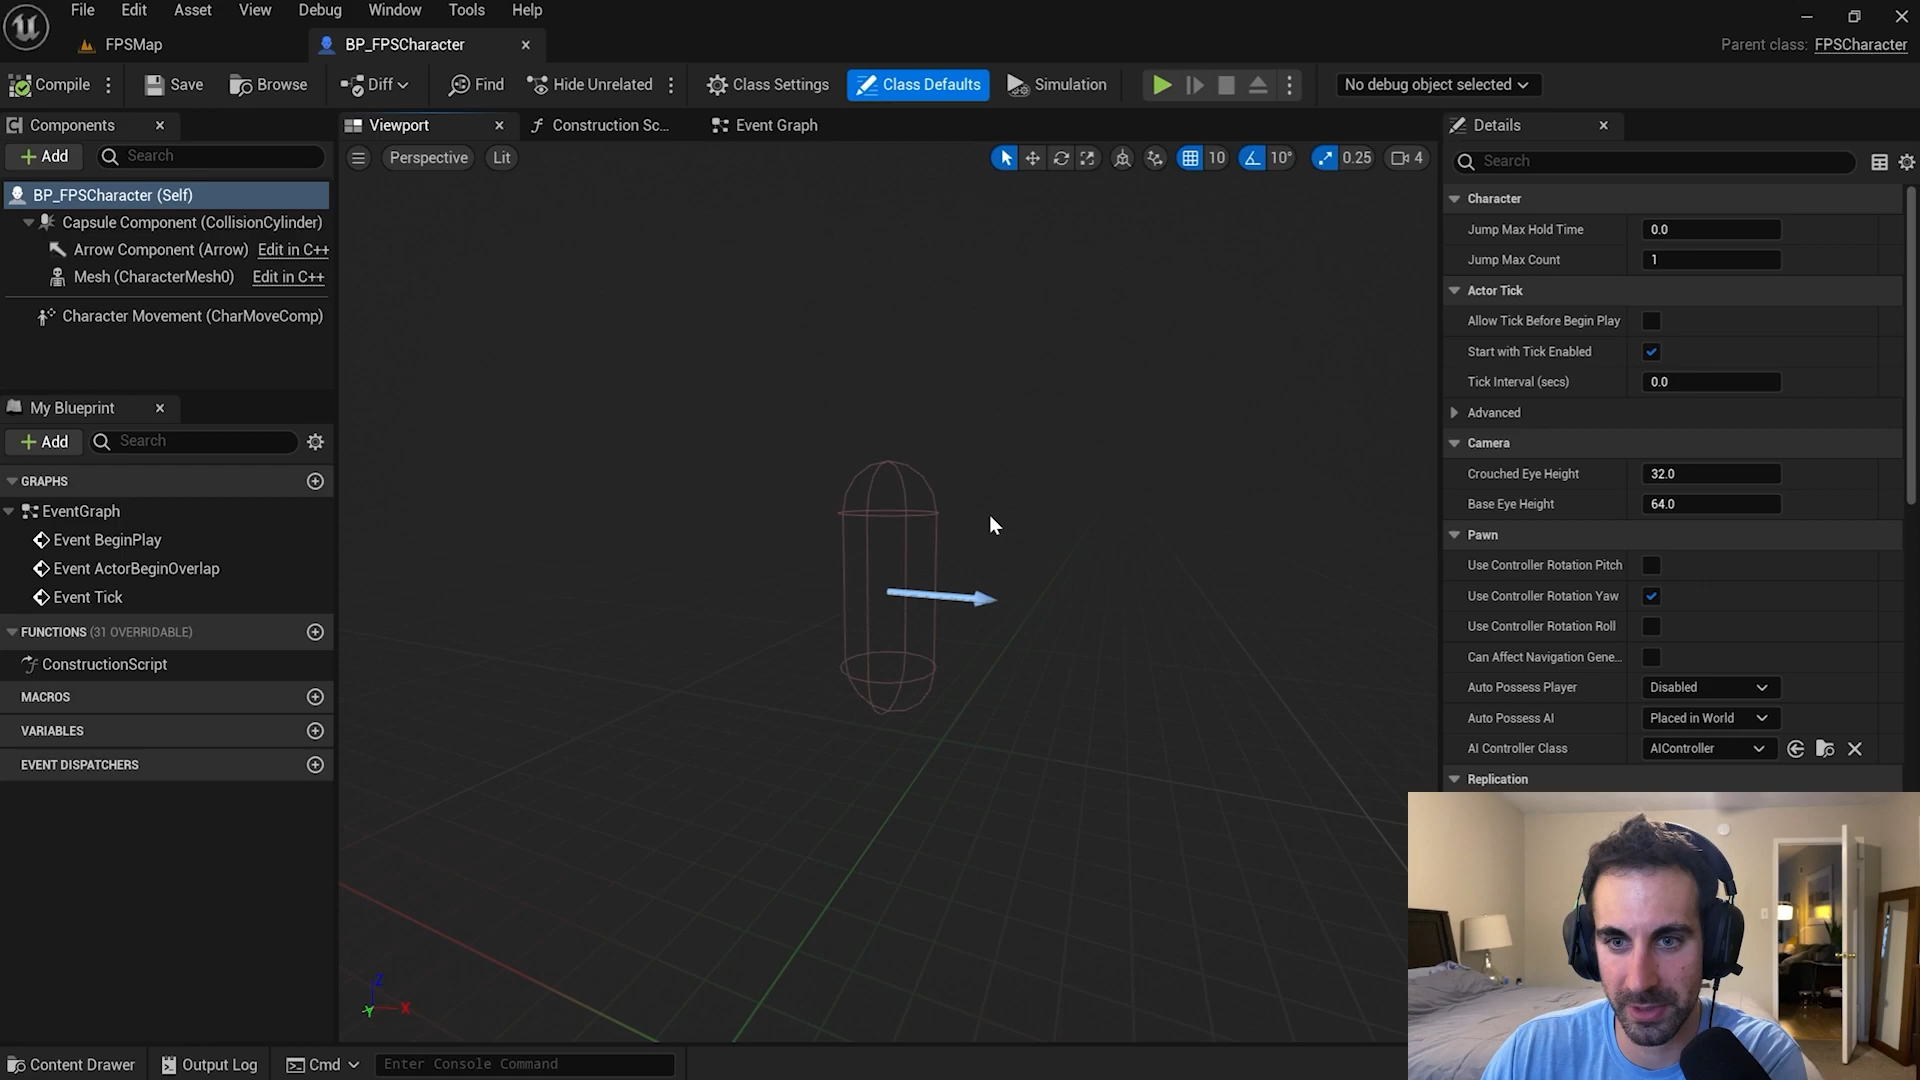 File Edit Asset View Debug Window Tools Help
FPSMap BP_FPSCharacter Parent class: FPSCharacter
Compile Save Browse Diff Find Hide Unrelated Class Settings Class Defaults Simulation No debug object selected
Components Viewport Construction Sc... Event Graph Details
Add Search Perspective Lit 10 10° 0.25 4 Search
BP_FPSCharacter (Self)
Capsule Component (CollisionCylinder)
Arrow Component (Arrow) Edit in C++
Mesh (CharacterMesh0) Edit in C++
Character Movement (CharMoveComp)
My Blueprint
Add Search
GRAPHS
EventGraph
Event BeginPlay
Event ActorBeginOverlap
Event Tick
FUNCTIONS (31 OVERRIDABLE)
ConstructionScript
MACROS
VARIABLES
EVENT DISPATCHERS
Z
Y X
Character
Jump Max Hold Time 0.0
Jump Max Count 1
Actor Tick
Allow Tick Before Begin Play
Start with Tick Enabled
Tick Interval (secs) 0.0
Advanced
Camera
Crouched Eye Height 32.0
Base Eye Height 64.0
Pawn
Use Controller Rotation Pitch
Use Controller Rotation Yaw
Use Controller Rotation Roll
Can Affect Navigation Gene...
Auto Possess Player Disabled
Auto Possess AI Placed in World
AI Controller Class AIController
Replication
Content Drawer Output Log Cmd Enter Console Command